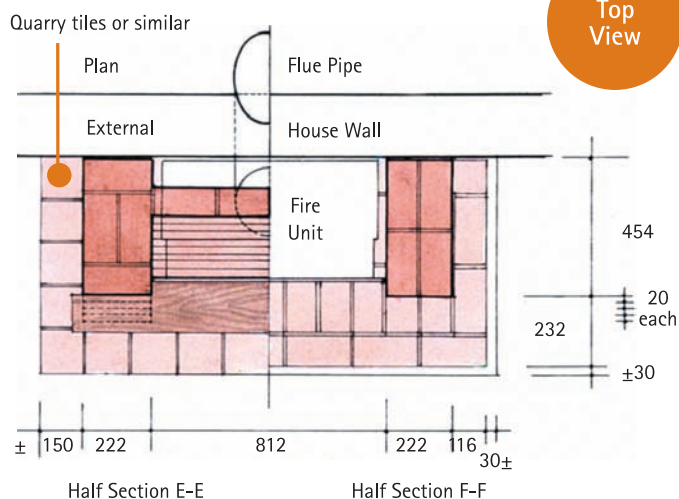 Quarry tiles or similar
Top
View
Plan
Flue Pipe
External
House Wall
Fire
Unit
454
20
each
232
±30
± 150 222 812 222 116
30±
Half Section E-E
Half Section F-F